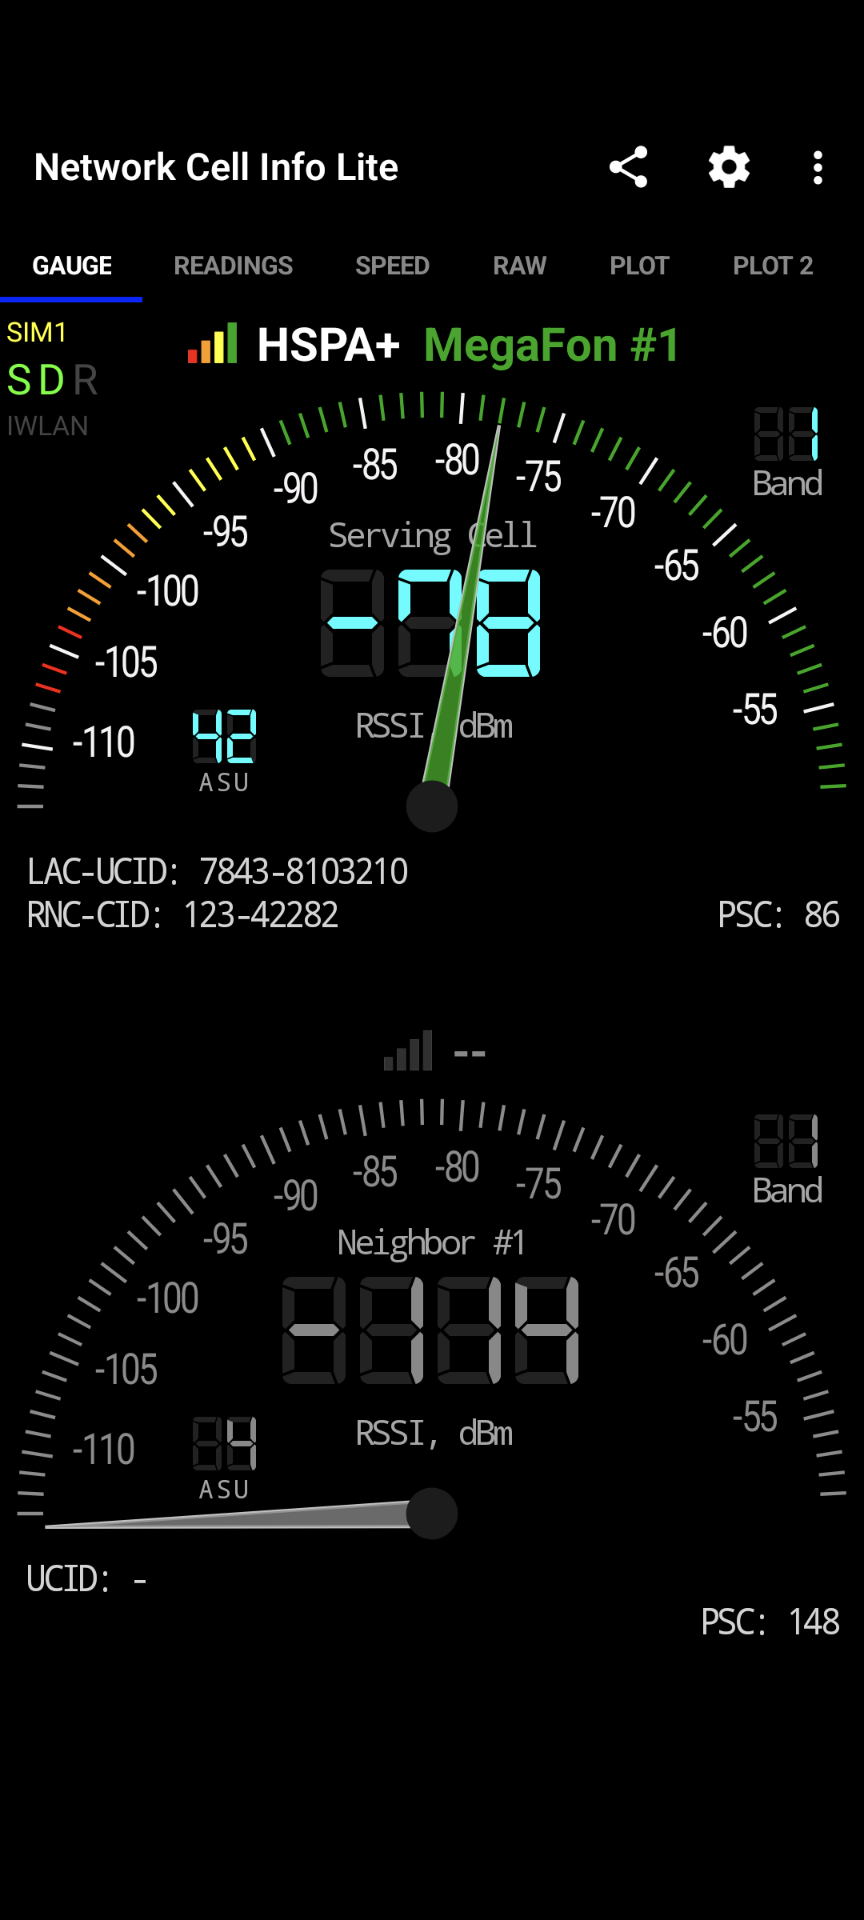 Network Cell Info Lite
GAUGE READINGS SPEED RAW PLOT PLOT 2
SIM1
HSPA+ MegaFon #1
S D R
IWLAN
1
Band
-110 -105 -100 -95 -90 -85 -80 -75 -70 -65 -60 -55
Serving Cell
-78
RSSI, dBm
42
ASU
LAC-UCID: 7843-8103210
RNC-CID: 123-42282
PSC: 86
--
1
Band
-110 -105 -100 -95 -90 -85 -80 -75 -70 -65 -60 -55
Neighbor #1
-114
RSSI, dBm
4
ASU
UCID: -
PSC: 148